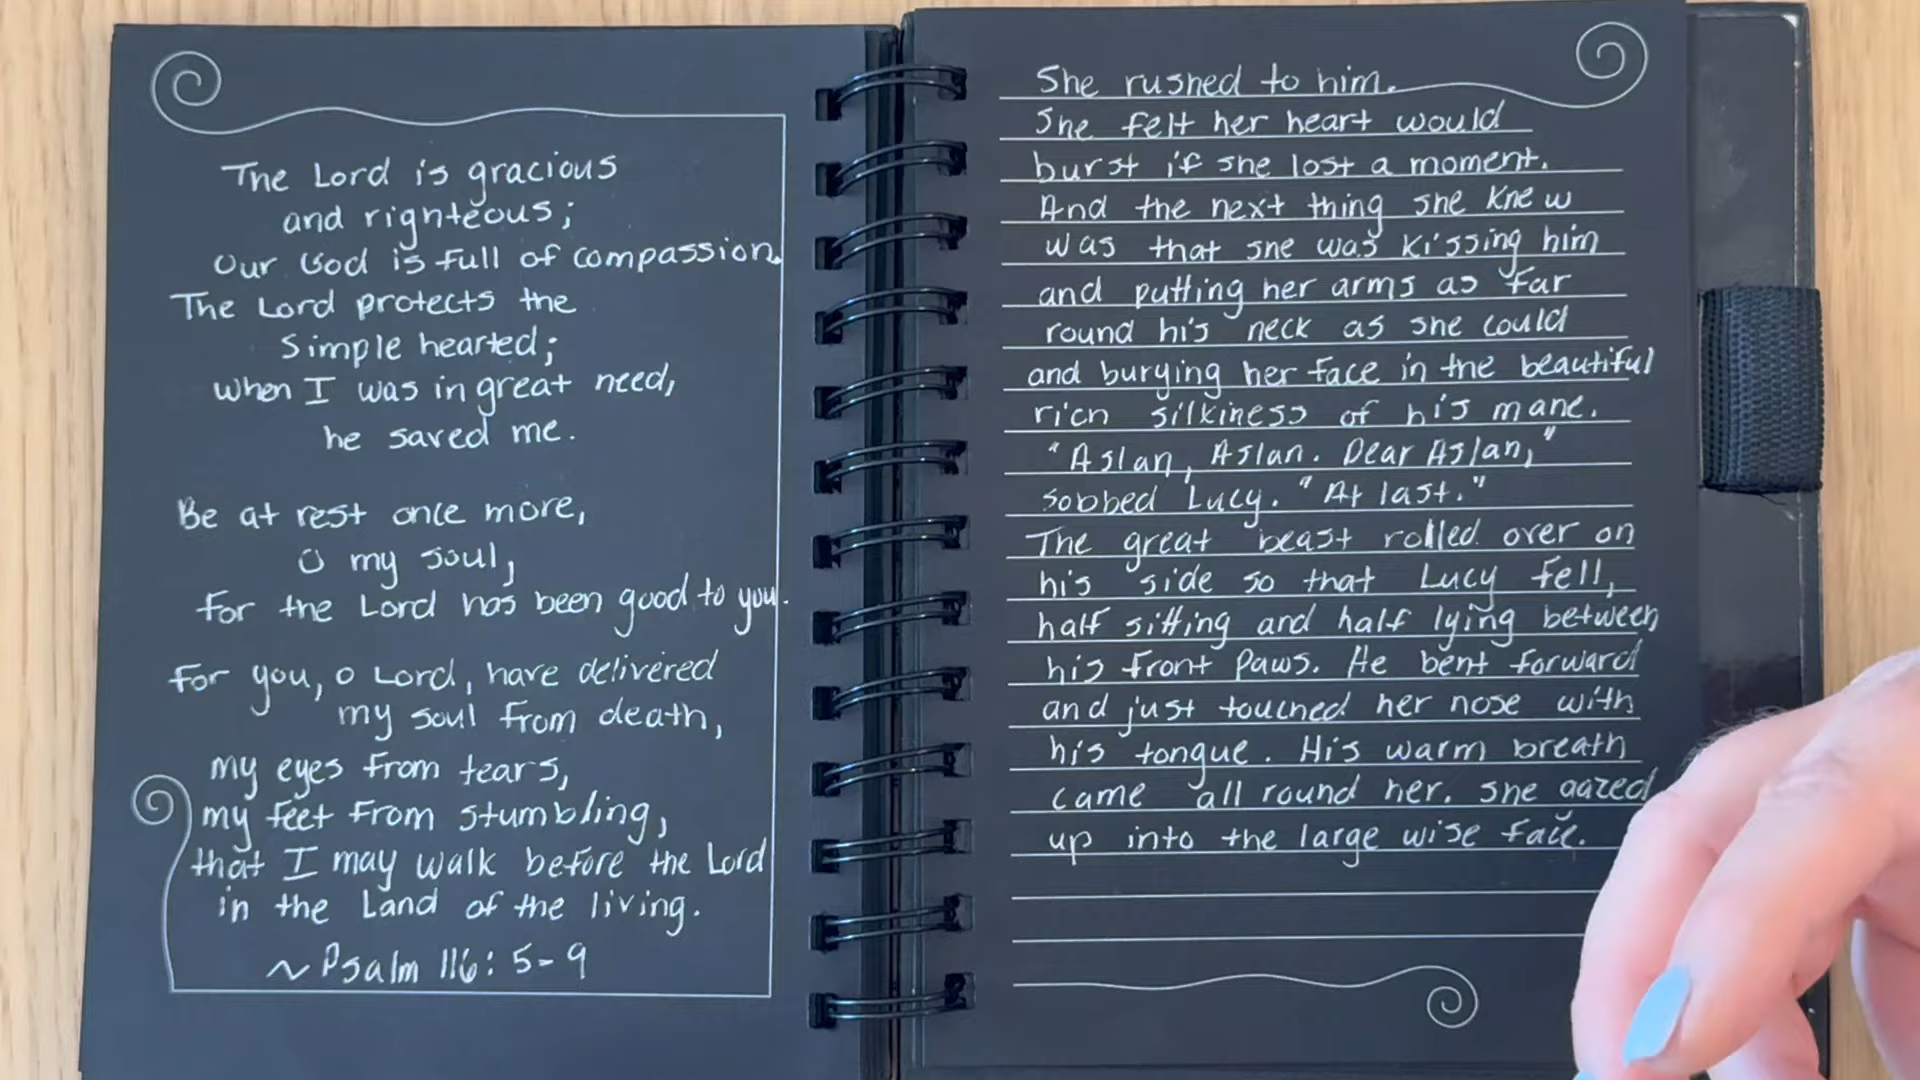 The Lord is gracious
and righteous;
Our God is full of compassion.
The Lord protects the
simple hearted;
when I was in great need,
he saved me.
Be at rest once more,
O my soul,
for the Lord has been good to you.
For you, O Lord, have delivered
my soul from death,
my eyes from tears,
my feet from stumbling,
that I may walk before the Lord
in the Land of the living.
~ Psalm 116: 5-9
She rushed to him.
She felt her heart would
burst if she lost a moment.
And the next thing she knew
was that she was kissing him
and putting her arms as far
round his neck as she could
and burying her face in the beautiful
rich silkiness of his mane.
"Aslan, Aslan. Dear Aslan,"
sobbed Lucy. "At last."
The great beast rolled over on
his side so that Lucy fell,
half sitting and half lying between
his front paws. He bent forward
and just touched her nose with
his tongue. His warm breath
came all round her. She gazed
up into the large wise face.